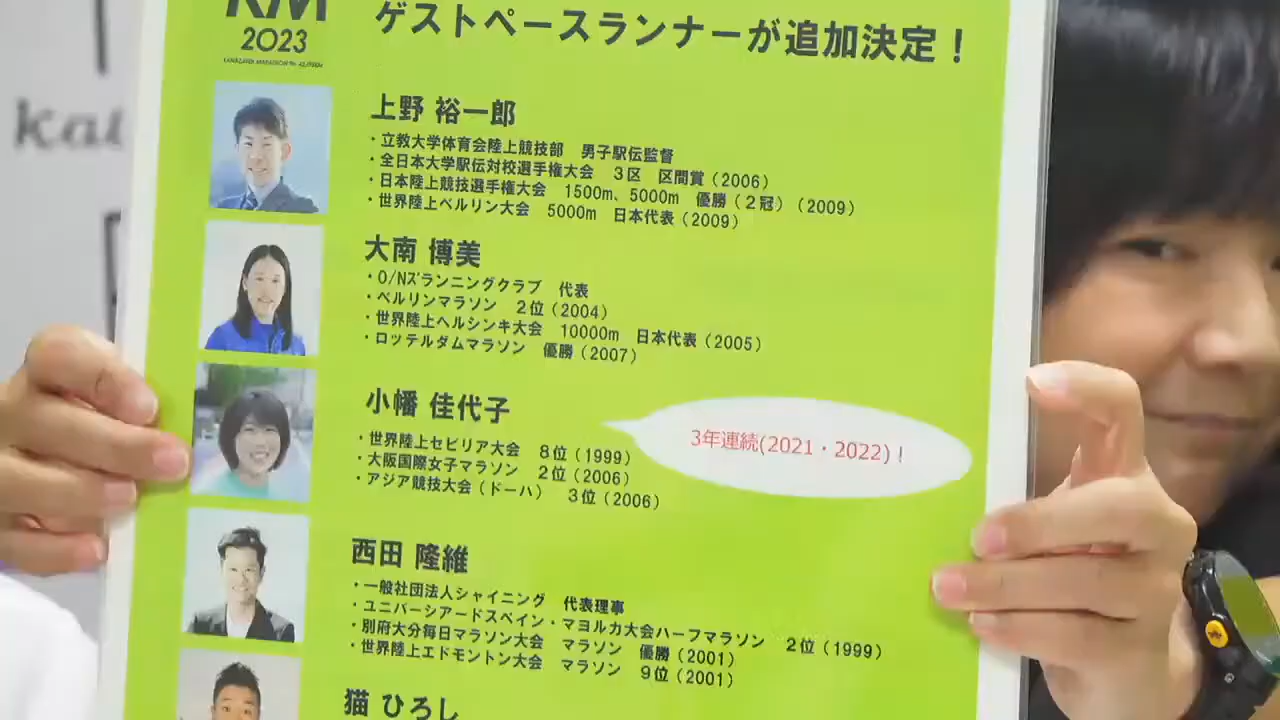 KM
2023
ゲストペースランナーが追加決定！
kat
上野 裕一郎
・立教大学体育会陸上競技部　男子駅伝監督
・全日本大学駅伝対校選手権大会　３区　区間賞（2006）
・日本陸上競技選手権大会　1500m、5000m　優勝（２冠）（2009）
・世界陸上ベルリン大会　5000m　日本代表（2009）
大南 博美
・O/Nズランニングクラブ　代表
・ベルリンマラソン　２位（2004）
・世界陸上ヘルシンキ大会　10000m　日本代表（2005）
・ロッテルダムマラソン　優勝（2007）
小幡 佳代子
・世界陸上セビリア大会　８位（1999）
・大阪国際女子マラソン　２位（2006）
・アジア競技大会（ドーハ）　３位（2006）
3年連続(2021・2022)！
西田 隆維
・一般社団法人シャイニング　代表理事
・ユニバーシアードスペイン・マヨルカ大会ハーフマラソン　２位（1999）
・別府大分毎日マラソン大会　マラソン　優勝（2001）
・世界陸上エドモントン大会　マラソン　９位（2001）
猫 ひろし